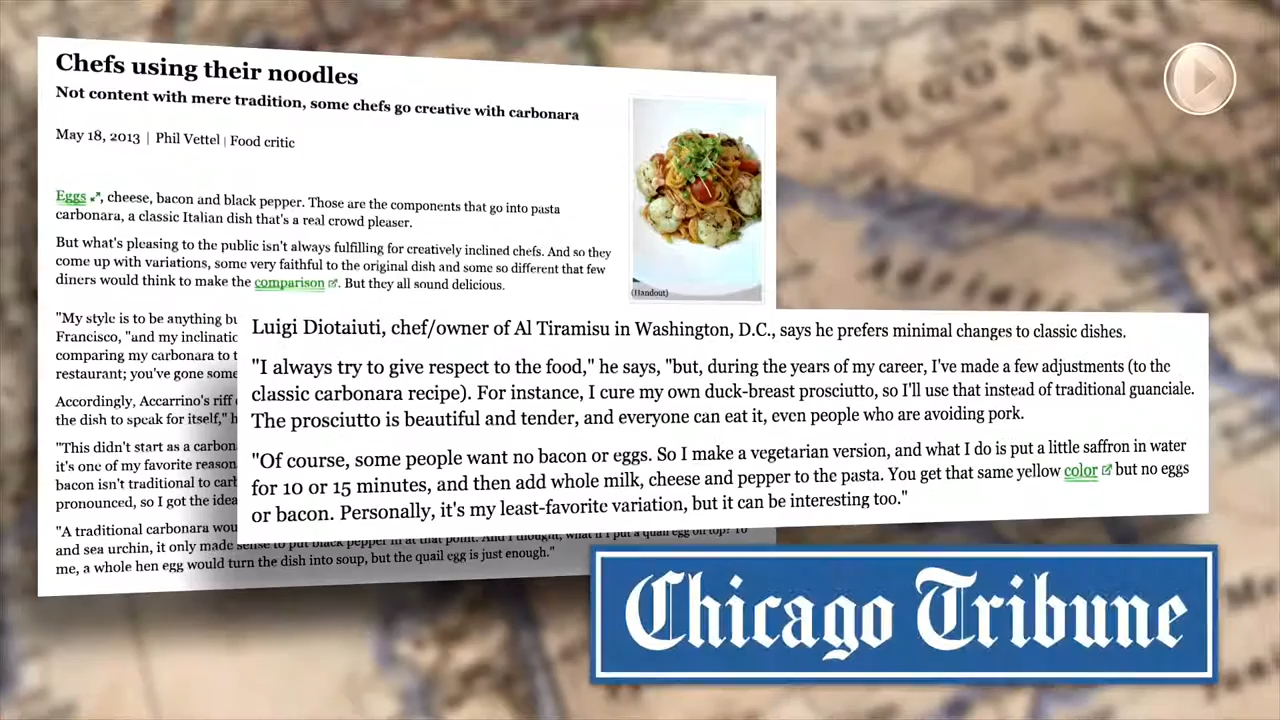 Chefs using their noodles
Not content with mere tradition, some chefs go creative with carbonara
May 18, 2013 | Phil Vettel | Food critic
Eggs, cheese, bacon and black pepper. Those are the components that go into pasta
carbonara, a classic Italian dish that's a real crowd pleaser.
But what's pleasing to the public isn't always fulfilling for creatively inclined chefs. And so they
come up with variations, some very faithful to the original dish and some so different that few
diners would think to make the comparison. But they all sound delicious.
(Handout)
"My style is to be anything
Francisco, "and my
comparing my carbonara to
restaurant; you've gone some
Accordingly, Accarrino's riff
the dish to speak for itself,"
"This didn't start as a
it's one of my favorite
bacon isn't traditional to
pronounced, so I got the
"A traditional carbonara
and sea urchin, it only made sense to put black pepper in at that point. And I thought, what if I put a quail egg on top? To
me, a whole hen egg would turn the dish into soup, but the quail egg is just enough."
Luigi Diotaiuti, chef/owner of Al Tiramisu in Washington, D.C., says he prefers minimal changes to classic dishes.
"I always try to give respect to the food," he says, "but, during the years of my career, I've made a few adjustments (to the
classic carbonara recipe). For instance, I cure my own duck-breast prosciutto, so I'll use that instead of traditional guanciale.
The prosciutto is beautiful and tender, and everyone can eat it, even people who are avoiding pork.
"Of course, some people want no bacon or eggs. So I make a vegetarian version, and what I do is put a little saffron in water
for 10 or 15 minutes, and then add whole milk, cheese and pepper to the pasta. You get that same yellow color but no eggs
or bacon. Personally, it's my least-favorite variation, but it can be interesting too."
Chicago Tribune
YUGOSLAV
Adriati